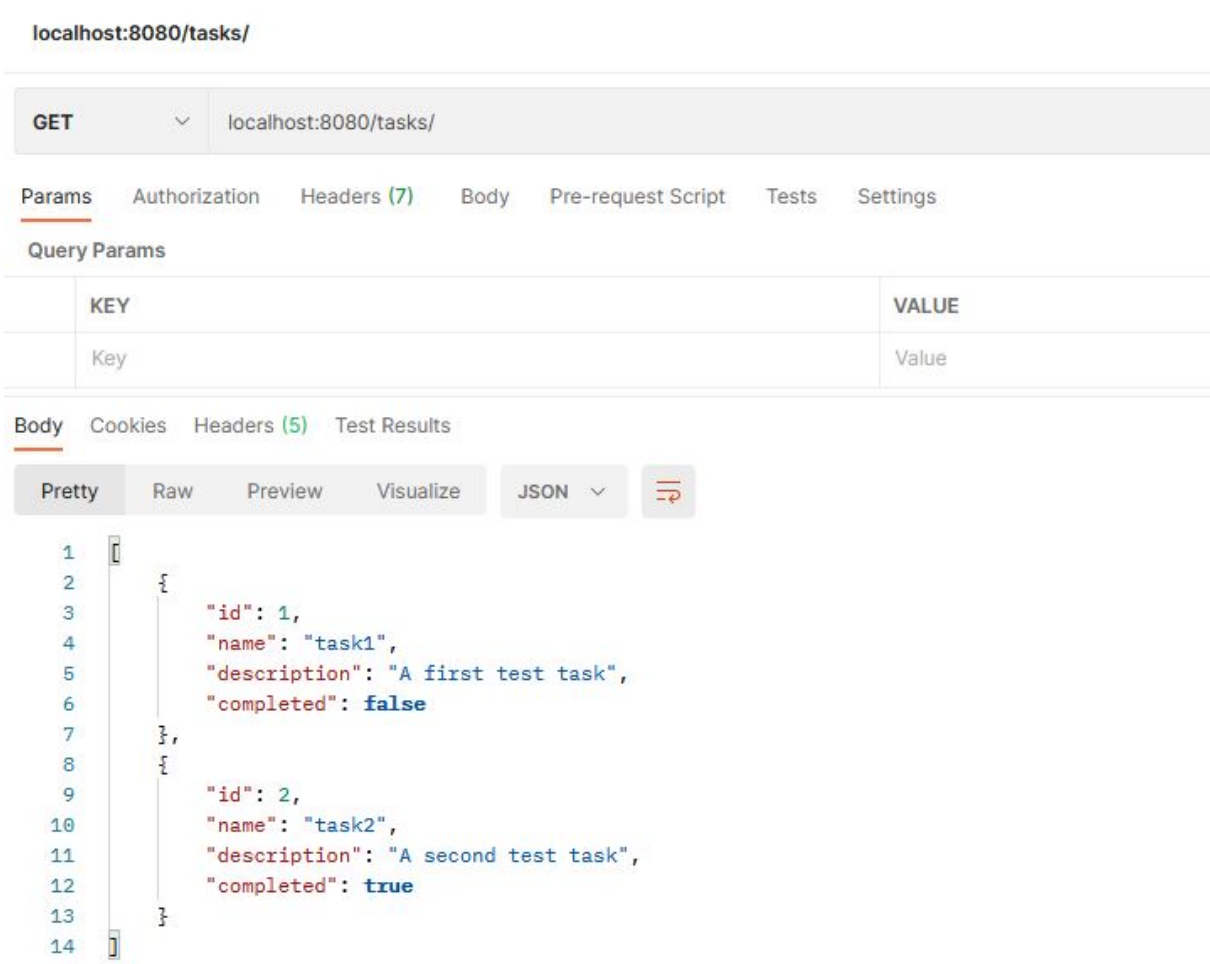 localhost:8080/tasks/
GET localhost:8080/tasks/
Params Authorization Headers (7) Body Pre-request Script Tests Settings
Query Params
KEY VALUE
Key Value
Body Cookies Headers (5) Test Results
Pretty Raw Preview Visualize JSON
1 [
2 {
3 "id": 1,
4 "name": "task1",
5 "description": "A first test task",
6 "completed": false
7 },
8 {
9 "id": 2,
10 "name": "task2",
11 "description": "A second test task",
12 "completed": true
13 }
14 ]